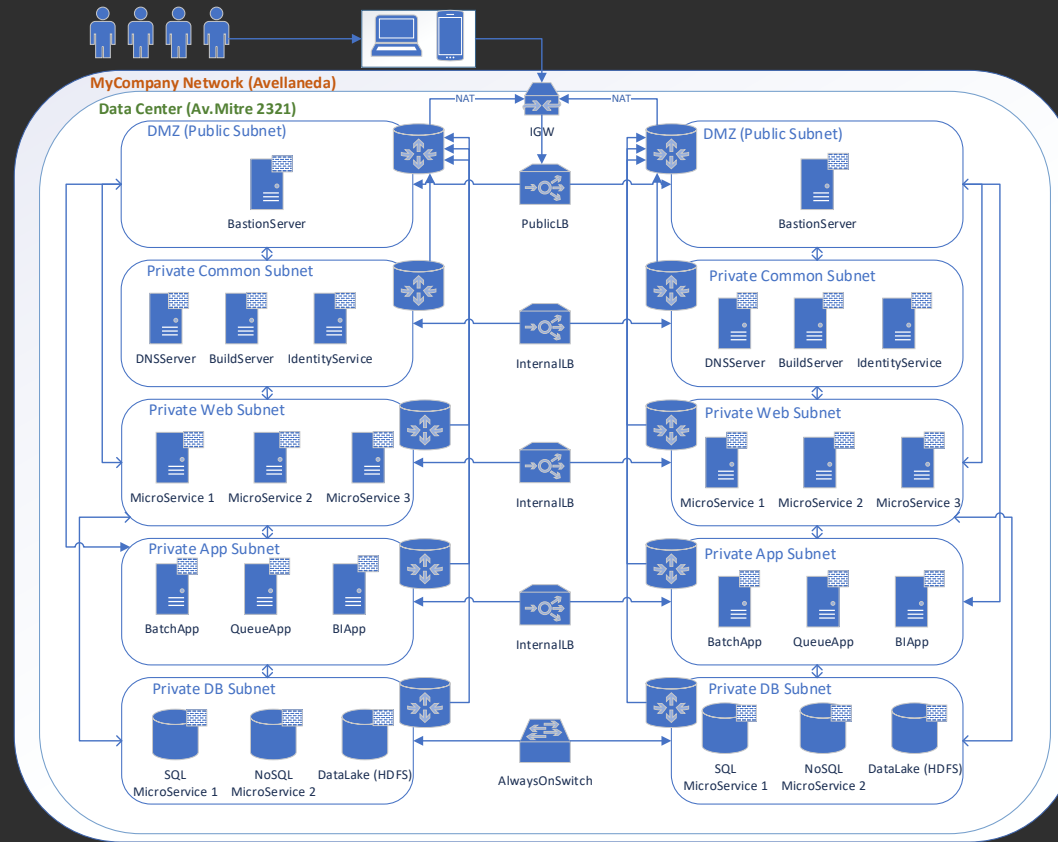 MyCompany Network (Avellaneda)
Data Center (Av.Mitre 2321)
NAT
NAT
IGW
DMZ (Public Subnet)
DMZ (Public Subnet)
BastionServer
PublicLB
BastionServer
Private Common Subnet
Private Common Subnet
DNSServer
BuildServer
IdentityService
InternalLB
DNSServer
BuildServer
IdentityService
Private Web Subnet
Private Web Subnet
MicroService 1
MicroService 2
MicroService 3
InternalLB
MicroService 1
MicroService 2
MicroService 3
Private App Subnet
Private App Subnet
BatchApp
QueueApp
BIApp
InternalLB
BatchApp
QueueApp
BIApp
Private DB Subnet
Private DB Subnet
SQL
MicroService 1
NoSQL
MicroService 2
DataLake (HDFS)
AlwaysOnSwitch
SQL
MicroService 1
NoSQL
MicroService 2
DataLake (HDFS)